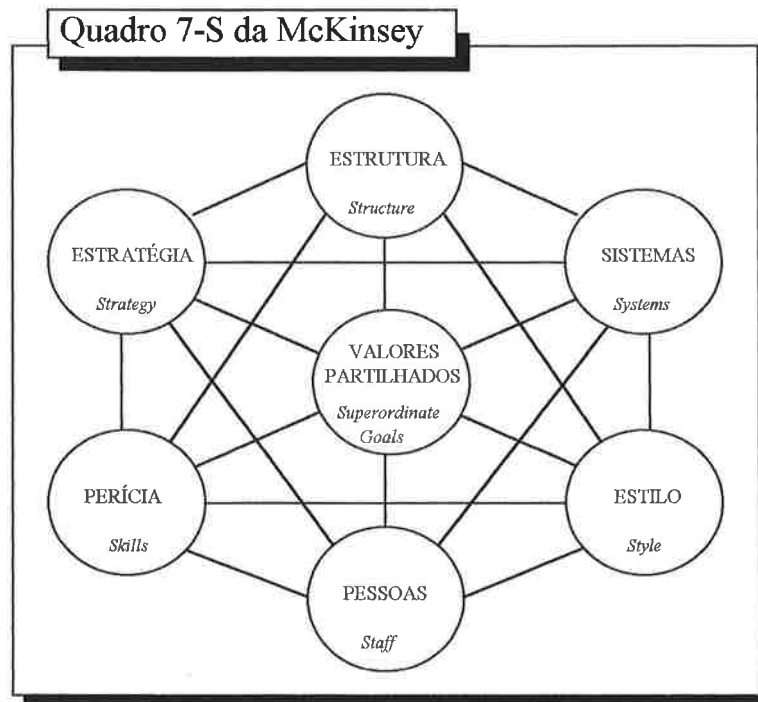 Quadro 7-S da McKinsey
ESTRUTURA
Structure
ESTRATÉGIA
Strategy
SISTEMAS
Systems
VALORES
PARTILHADOS
Superordinate
Goals
PERÍCIA
Skills
ESTILO
Style
PESSOAS
Staff